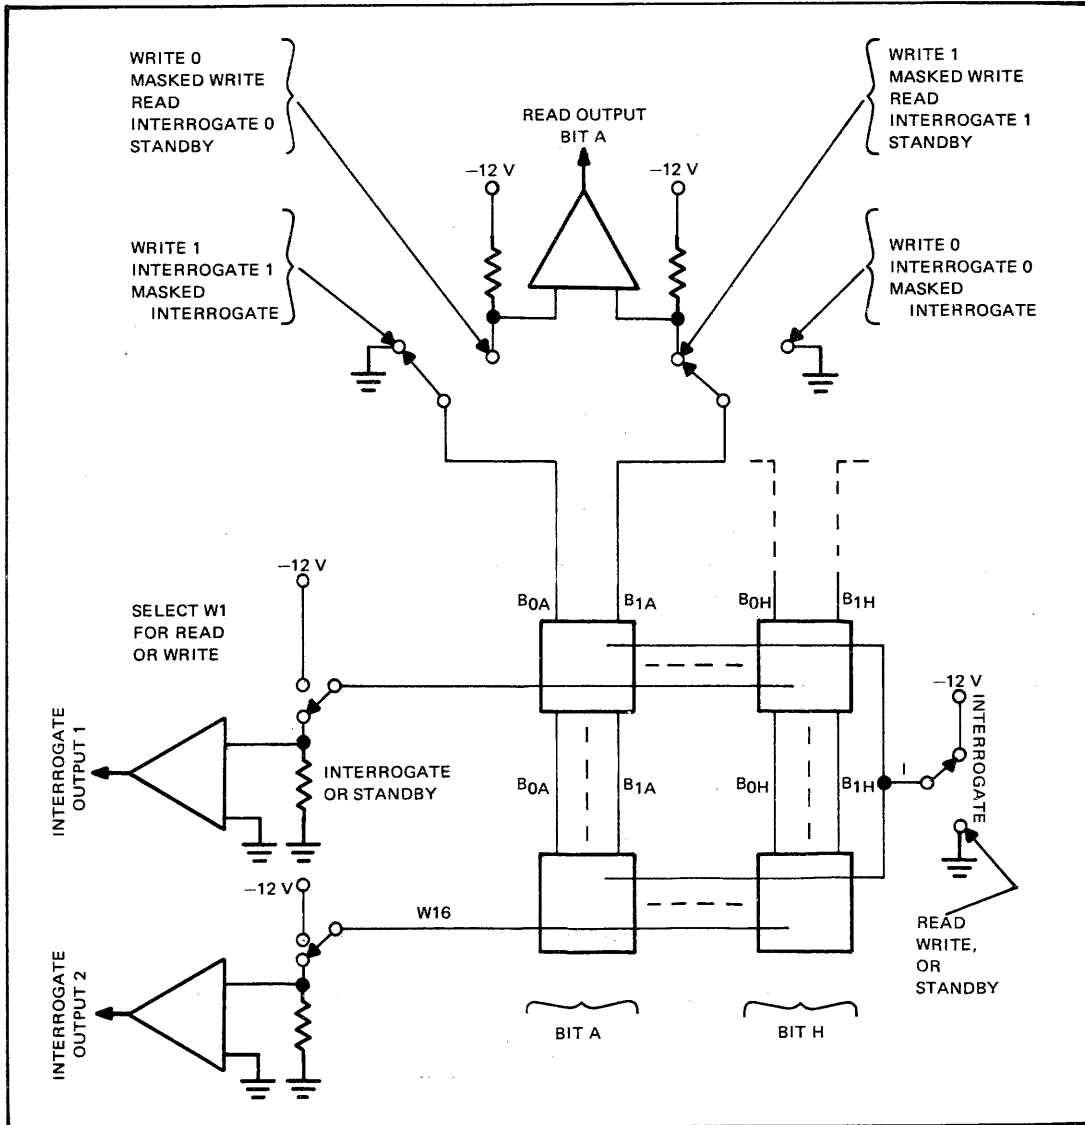 WRITE 0
MASKED WRITE
READ
INTERROGATE 0
STANDBY
WRITE 1
MASKED WRITE
READ
INTERROGATE 1
STANDBY
READ OUTPUT
BIT A
−12 V
−12 V
WRITE 1
INTERROGATE 1
MASKED
INTERROGATE
WRITE 0
INTERROGATE 0
MASKED
INTERROGATE
−12 V
SELECT W1
FOR READ
OR WRITE
B0A
B1A
B0H
B1H
−12 V
INTERROGATE
I
INTERROGATE
OUTPUT 1
INTERROGATE
OR STANDBY
B0A
B1A
B0H
B1H
−12 V
W16
READ
WRITE,
OR
STANDBY
INTERROGATE
OUTPUT 2
BIT A
BIT H